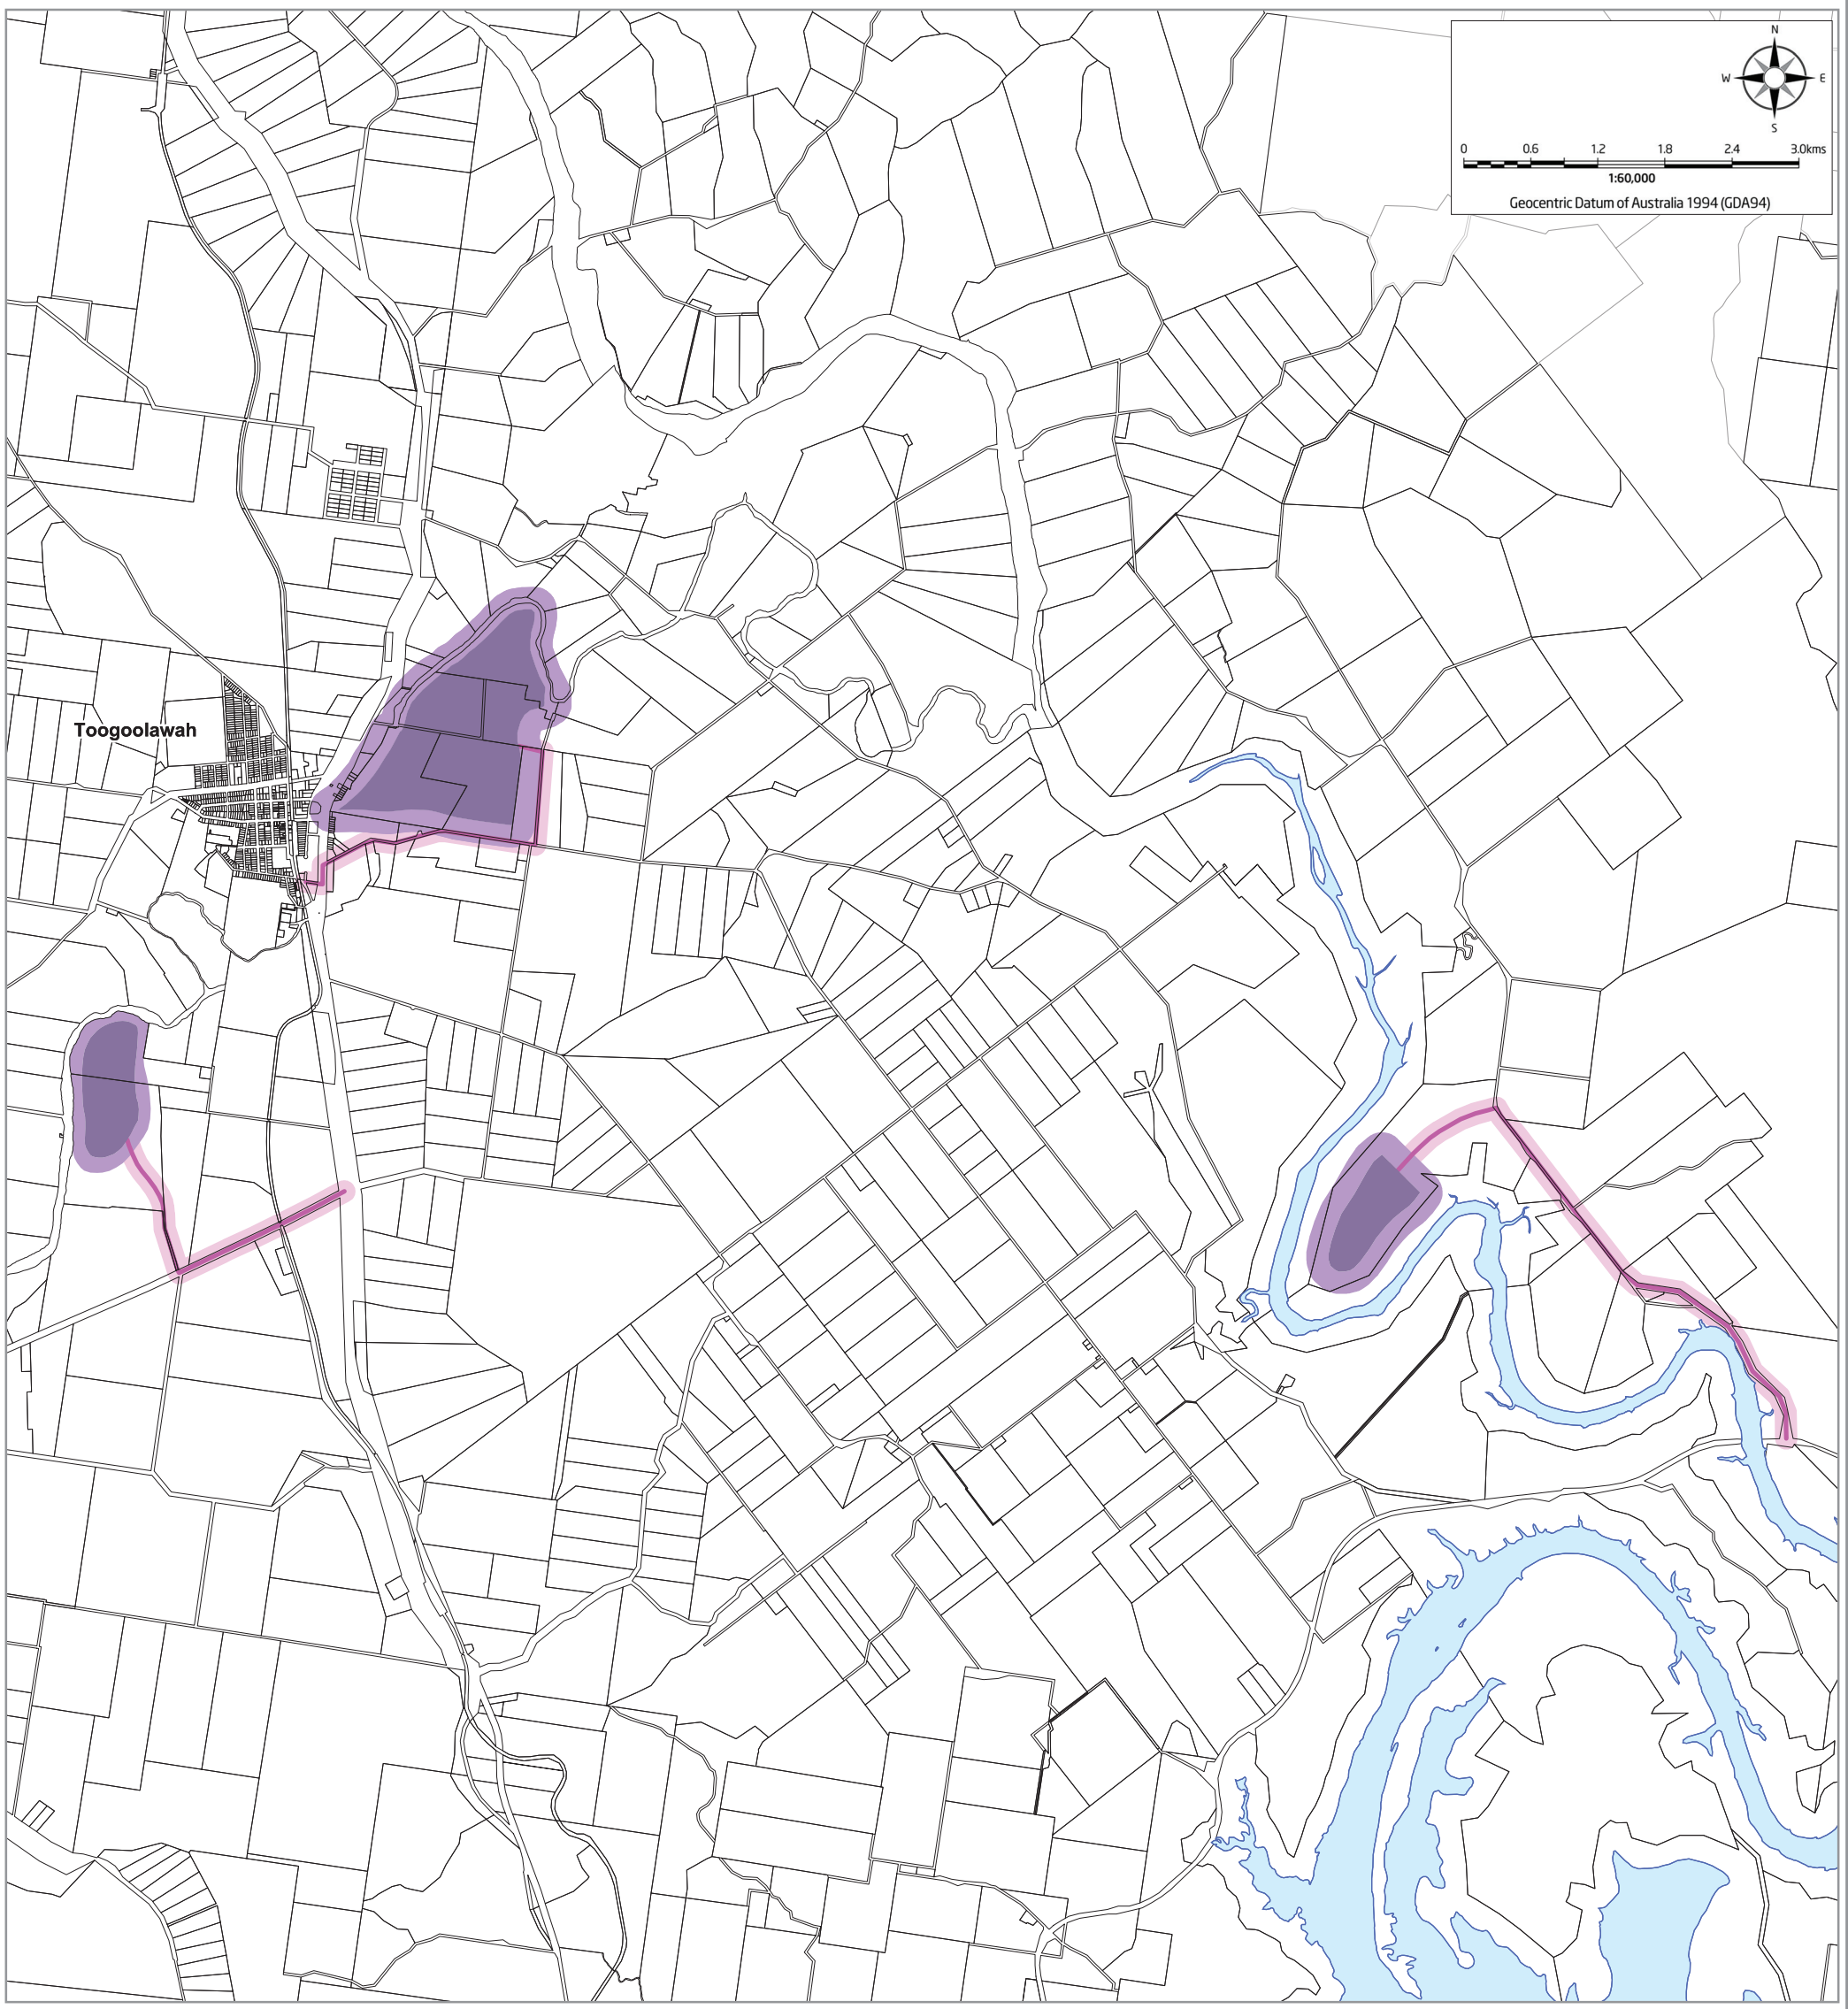 N
W E
S
0 0.6 1.2 1.8 2.4 3.0kms
1:60,000
Geocentric Datum of Australia 1994 (GDA94)
Toogoolawah